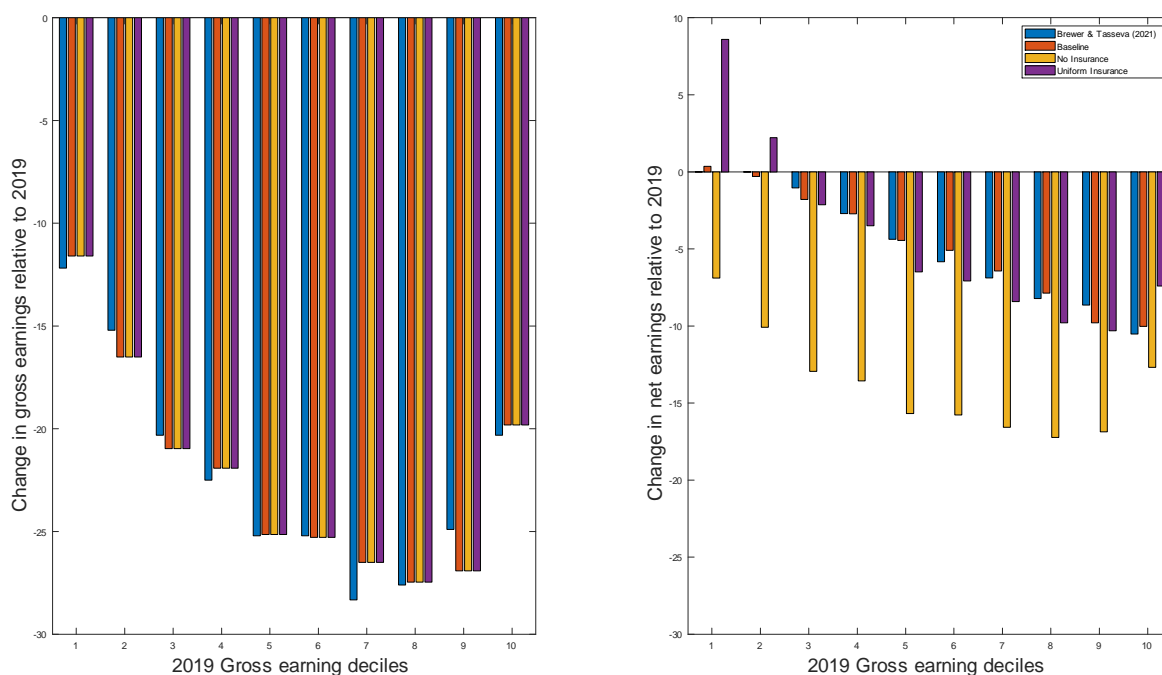 Change in gross earnings relative to 2019
0
-5
-10
-15
-20
-25
-30
1 2 3 4 5 6 7 8 9 10
2019 Gross earning deciles
Change in net earnings relative to 2019
10
5
0
-5
-10
-15
-20
-25
-30
Brewer & Tasseva (2021)
Baseline
No Insurance
Uniform Insurance
1 2 3 4 5 6 7 8 9 10
2019 Gross earning deciles